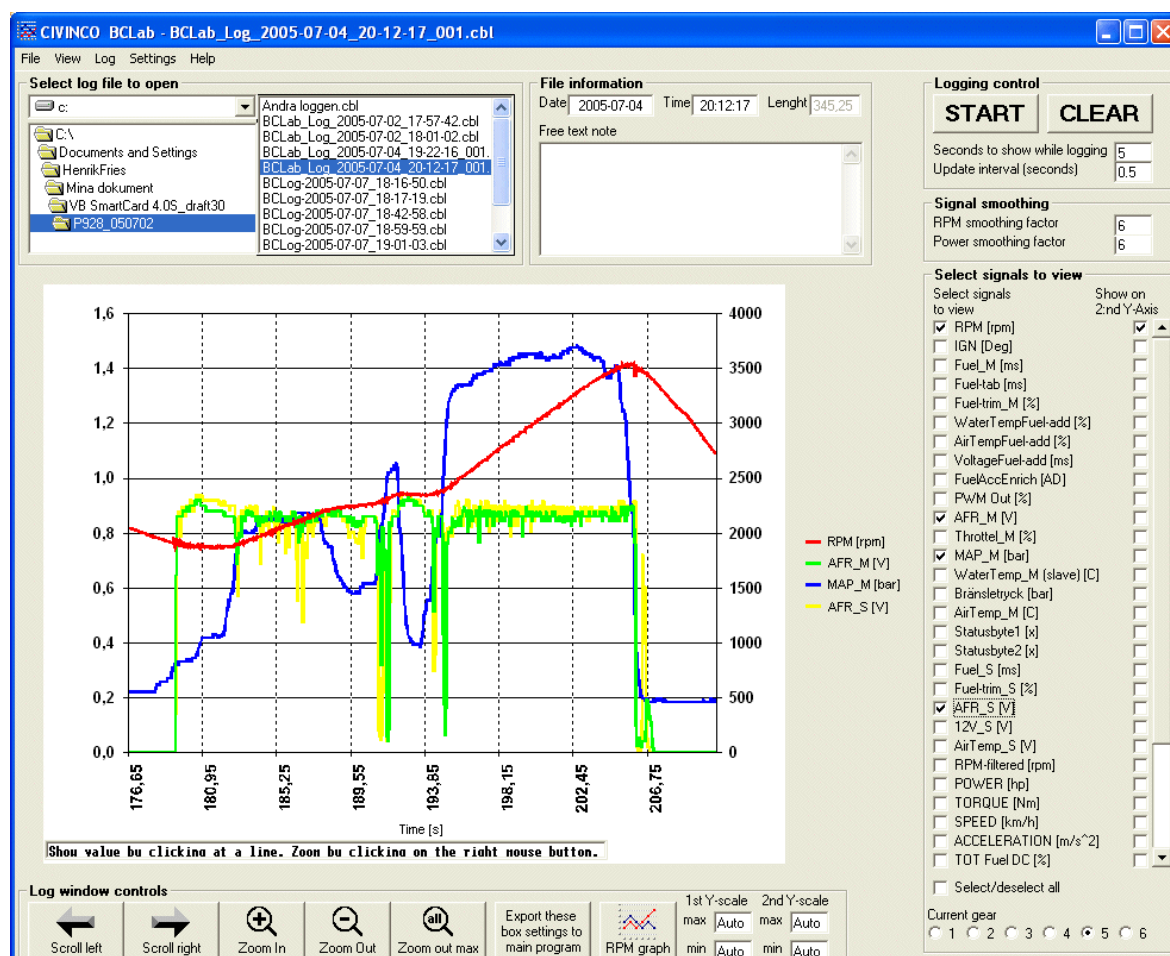 CIVINCO BCLab - BCLab_Log_2005-07-04_20-12-17_001.cbl
File View Log Settings Help
Select log file to open
c:
C:\
Documents and Settings
HenrikFries
Mina dokument
VB SmartCard 4.0S_draft30
P928_050702
Andra loggen.cbl
BCLab_Log_2005-07-02_17-57-42.cbl
BCLab_Log_2005-07-02_18-01-02.cbl
BCLab_Log_2005-07-04_19-22-16_001.
BCLab_Log_2005-07-04_20-12-17_001.
BCLog-2005-07-07_18-16-50.cbl
BCLog-2005-07-07_18-17-19.cbl
BCLog-2005-07-07_18-42-58.cbl
BCLog-2005-07-07_18-59-59.cbl
BCLog-2005-07-07_19-01-03.cbl
File information
Date 2005-07-04 Time 20:12:17 Lenght 345,25
Free text note
Logging control
START CLEAR
Seconds to show while logging 5
Update interval (seconds) 0.5
Signal smoothing
RPM smoothing factor 6
Power smoothing factor 6
Select signals to view
Select signals to view
Show on 2:nd Y-Axis
RPM [rpm]
IGN [Deg]
Fuel_M [ms]
Fuel-tab [ms]
Fuel-trim_M [%]
WaterTempFuel-add [%]
AirTempFuel-add [%]
VoltageFuel-add [ms]
FuelAccEnrich [AD]
PWM Out [%]
AFR_M [V]
Throttel_M [%]
MAP_M [bar]
WaterTemp_M (slave) [C]
Bränsletryck [bar]
AirTemp_M [C]
Statusbyte1 [x]
Statusbyte2 [x]
Fuel_S [ms]
Fuel-trim_S [%]
AFR_S [V]
12V_S [V]
AirTemp_S [V]
RPM-filtered [rpm]
POWER [hp]
TORQUE [Nm]
SPEED [km/h]
ACCELERATION [m/s^2]
TOT Fuel DC [%]
Select/deselect all
Current gear
1 2 3 4 5 6
1,6 4000
1,4 3500
1,2 3000
1,0 2500
0,8 2000
0,6 1500
0,4 1000
0,2 500
0,0 0
RPM [rpm]
AFR_M [V]
MAP_M [bar]
AFR_S [V]
176,65 180,95 185,25 189,55 193,85 198,15 202,45 206,75
Time [s]
Show value by clicking at a line. Zoom by clicking on the right mouse button.
Log window controls
Scroll left
Scroll right
Zoom In
Zoom Out
all
Zoom out max
Export these
box settings to
main program
RPM graph
1st Y-scale 2nd Y-scale
max Auto max Auto
min Auto min Auto